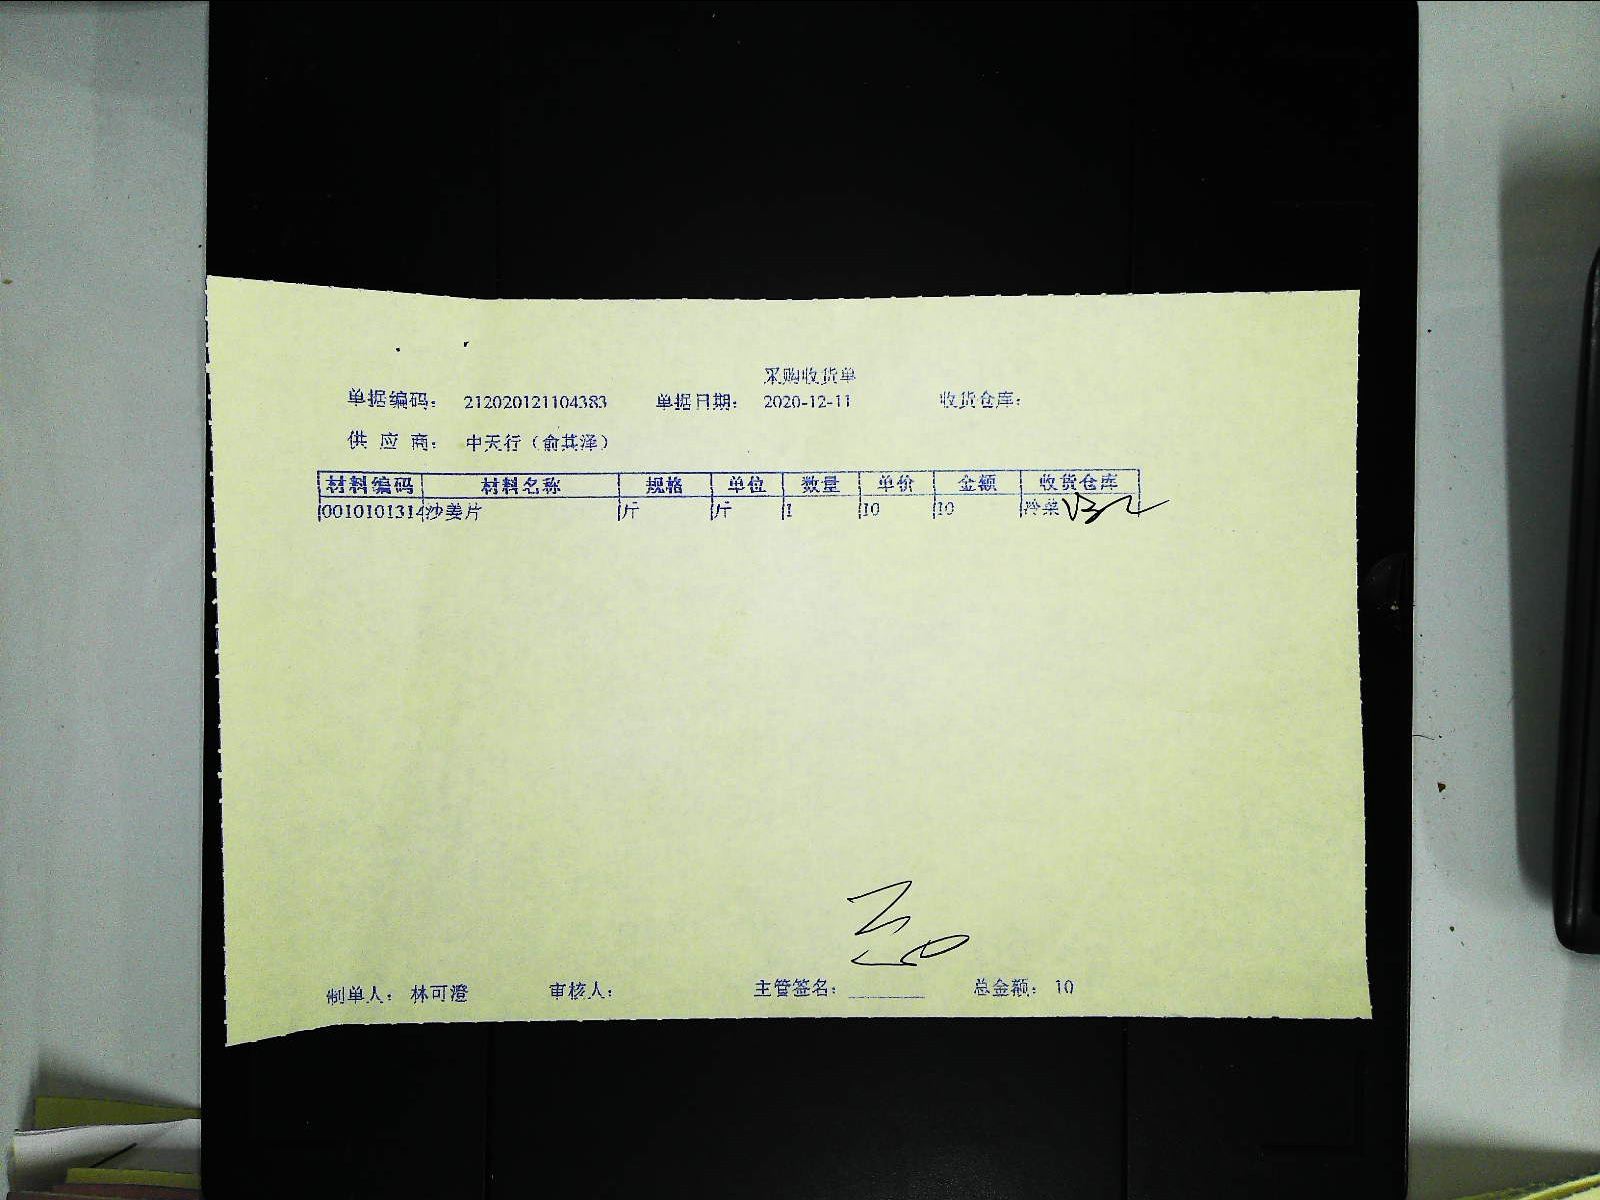 采购收货单
单据编码： 212020121104383 单据日期： 2020-12-11 收货仓库：
供应商： 中天行（俞其泽）
材料编码 材料名称 规格 单位 数量 单价 金额 收货仓库
0010101314 沙姜片 斤 斤 1 10 10 冷菜
制单人： 林可澄 审核人： 主管签名：________ 总金额： 10